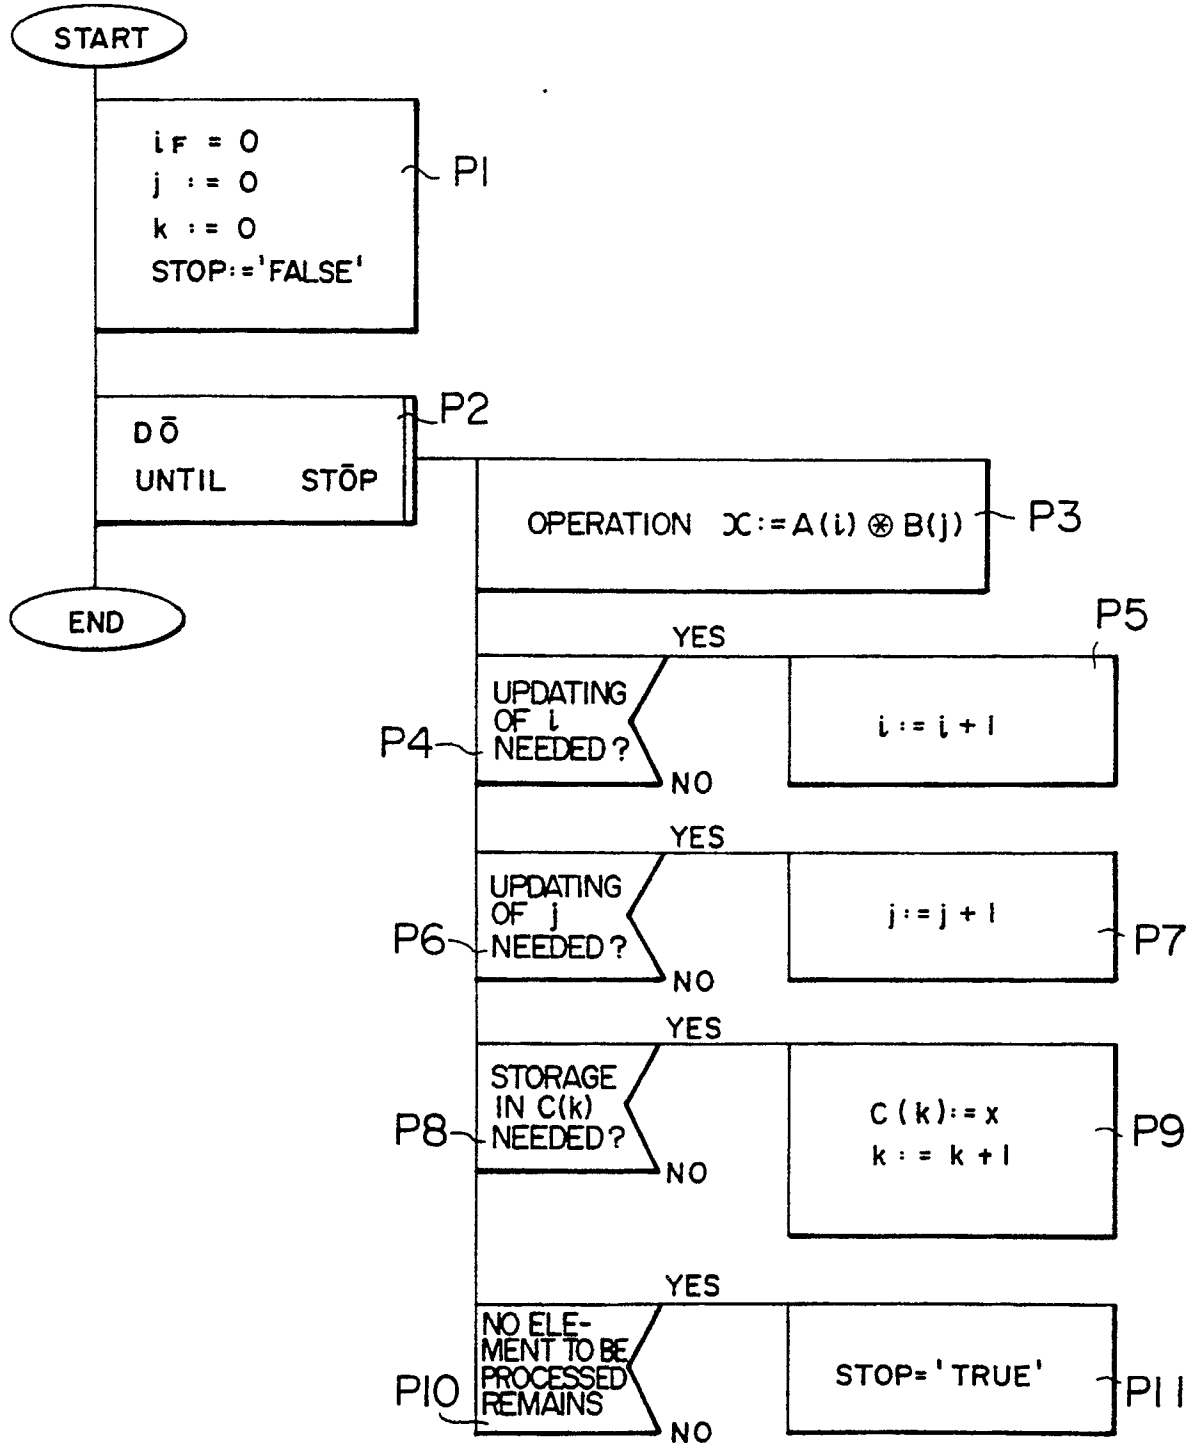 START
iF = 0
j := 0
k := 0
STOP:='FALSE'
P1
DŌ
UNTIL STŌP
P2
END
OPERATION x:=A(i) ⊛ B(j)
P3
UPDATING
OF i
NEEDED?
P4
YES
NO
i:= i + 1
P5
UPDATING
OF j
NEEDED?
P6
YES
NO
j:= j + 1
P7
STORAGE
IN C(k)
NEEDED?
P8
YES
NO
C(k):= x
k := k + 1
P9
NO ELE-
MENT TO BE
PROCESSED
REMAINS
P10
YES
NO
STOP='TRUE'
P11